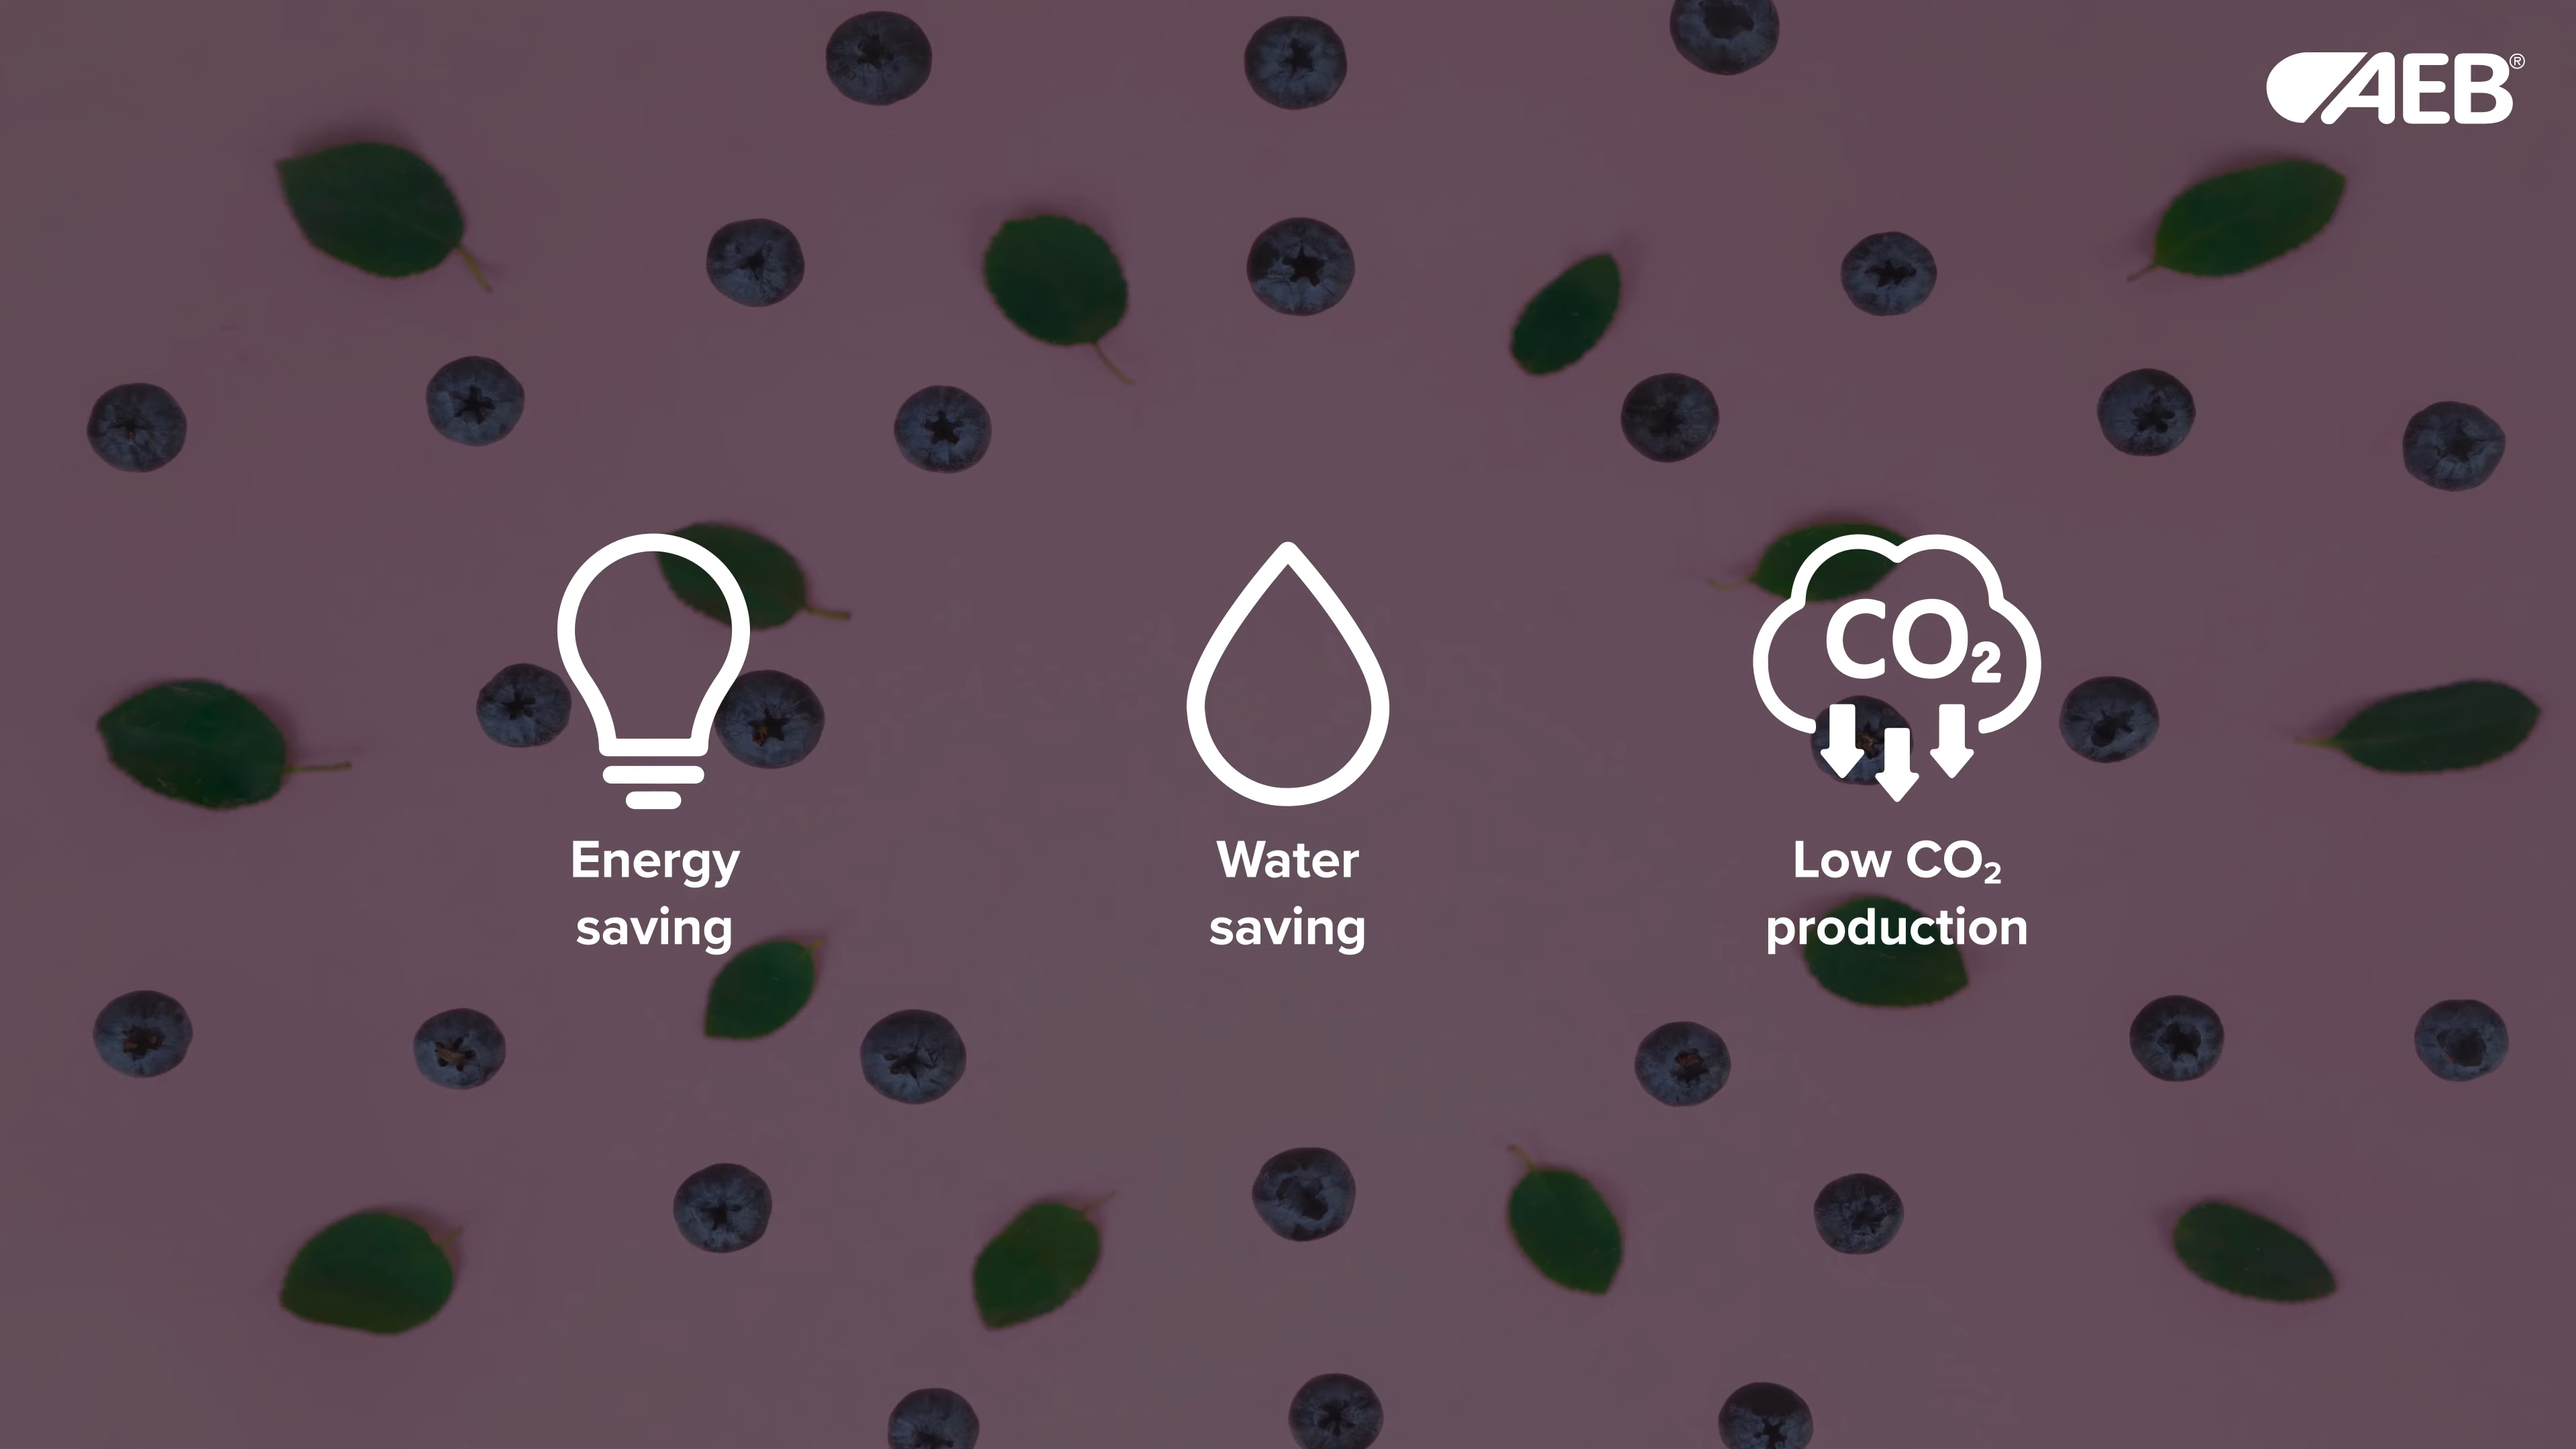 AEB®
CO₂
Energy
saving
Water
saving
Low CO₂
production